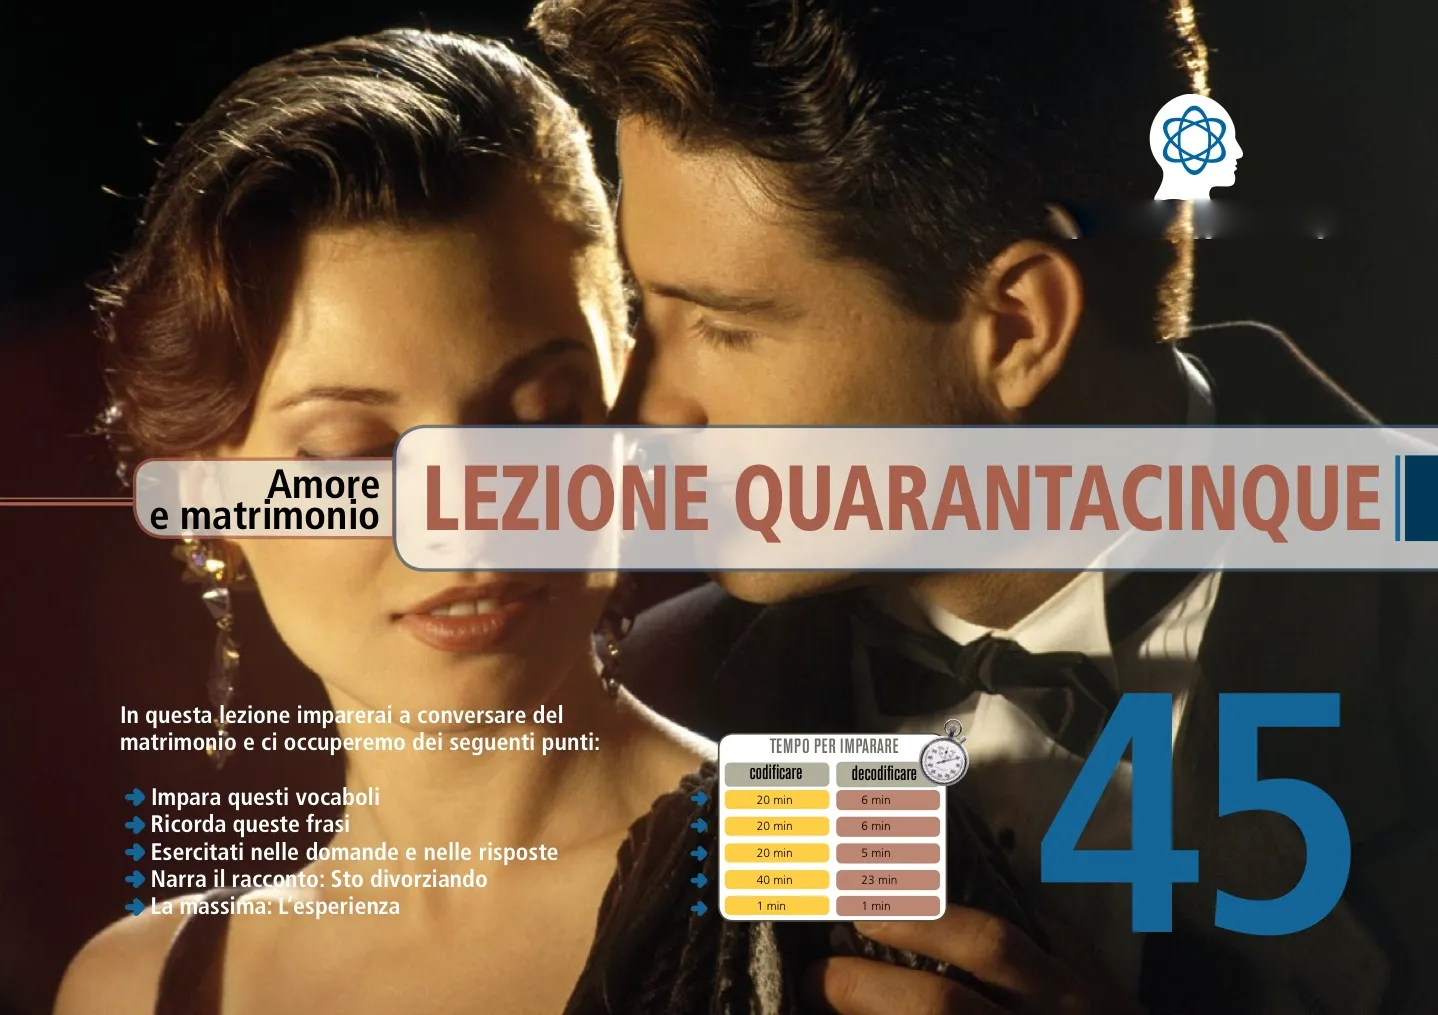 Amore
e matrimonio
LEZIONE QUARANTACINQUE
In questa lezione imparerai a conversare del
matrimonio e ci occuperemo dei seguenti punti:
Impara questi vocaboli
Ricorda queste frasi
Esercitati nelle domande e nelle risposte
Narra il racconto: Sto divorziando
La massima: L'esperienza
TEMPO PER IMPARARE
codificare decodificare
20 min 6 min
20 min 6 min
20 min 5 min
40 min 23 min
1 min 1 min
45